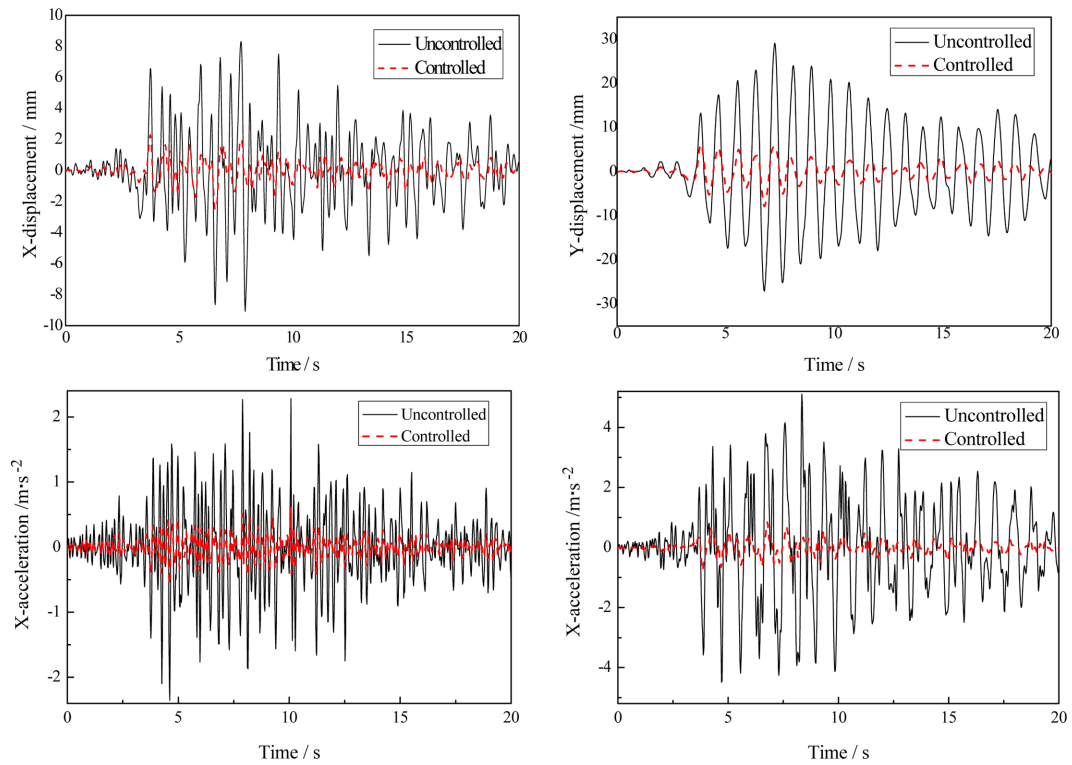 X-displacement / mm
10
8
6
4
2
0
-2
-4
-6
-8
-10
Uncontrolled
Controlled
0 5 10 15 20
Time / s
Y-displacement / mm
30
20
10
0
-10
-20
-30
Uncontrolled
Controlled
0 5 10 15 20
Time / s
X-acceleration /m·s⁻²
2
1
0
-1
-2
Uncontrolled
Controlled
0 5 10 15 20
Time / s
X-acceleration /m·s⁻²
4
2
0
-2
-4
Uncontrolled
Controlled
0 5 10 15 20
Time / s